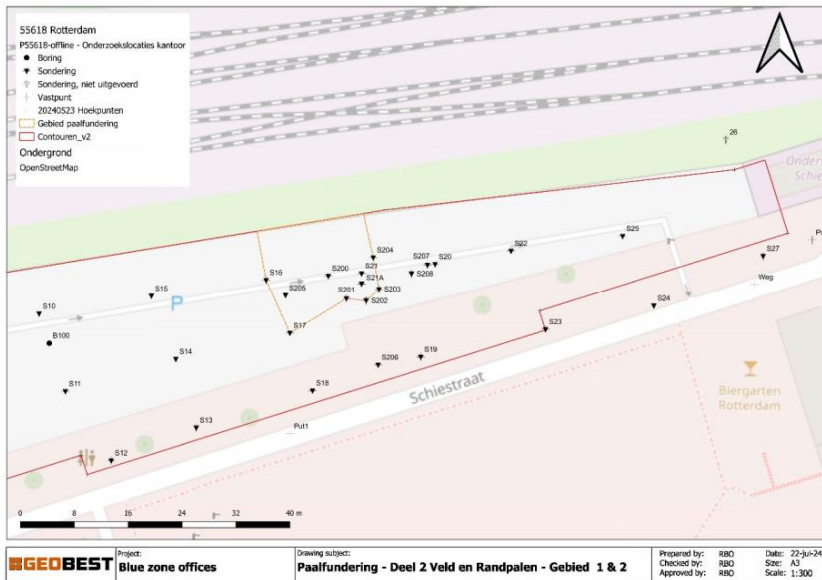 55618 Rotterdam
P55618-offline - Onderzoekslocaties kantoor
Boring
Sondering
Sondering, niet uitgevoerd
Vastpunt
20240523 Hoekpunten
Gebied paalfundering
Contouren_v2
Ondergrond
OpenStreetMap
26
Onders
Schie
S25
S22
S204
S207
S20
S27
S21
S208
S200
S21A
S16
S205
S203
S201
S202
Weg
S15
P
S10
S24
S23
S17
B100
S14
S19
S206
Schiestraat
Biergarten
Rotterdam
S11
S18
S13
Put1
S12
0 8 16 24 32 40 m
GEOBEST
Project:
Blue zone offices
Drawing subject:
Paalfundering - Deel 2 Veld en Randpalen - Gebied 1 & 2
Prepared by: RBO Date: 22-jul-24
Checked by: RBO Size: A3
Approved by: RBO Scale: 1:300